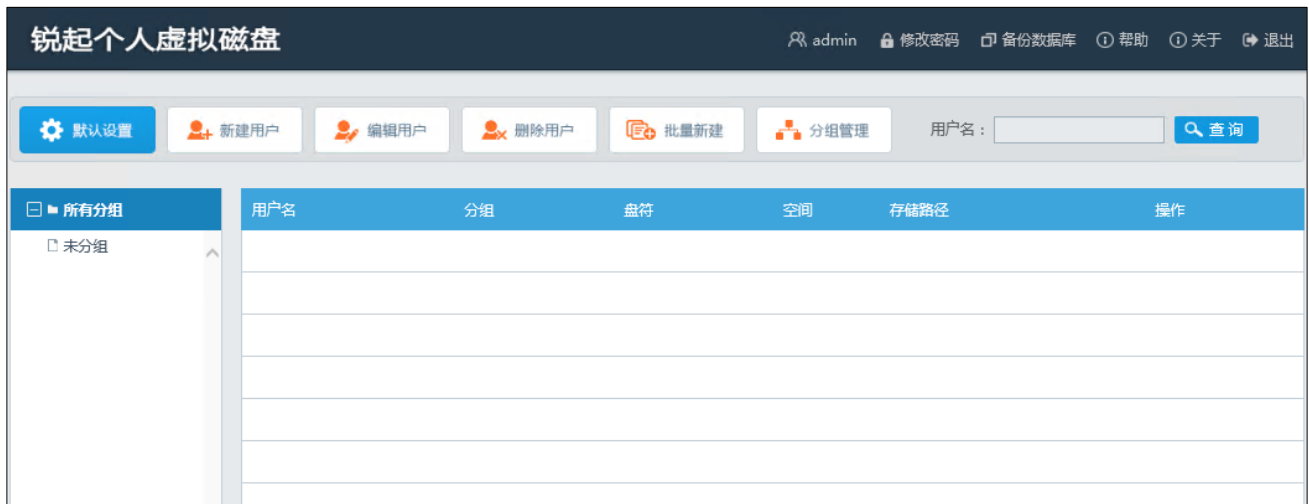 锐起个人虚拟磁盘 admin 修改密码 备份数据库 帮助 关于 退出
默认设置 新建用户 编辑用户 删除用户 批量新建 分组管理 用户名： 查询
所有分组 用户名 分组 盘符 空间 存储路径 操作
未分组